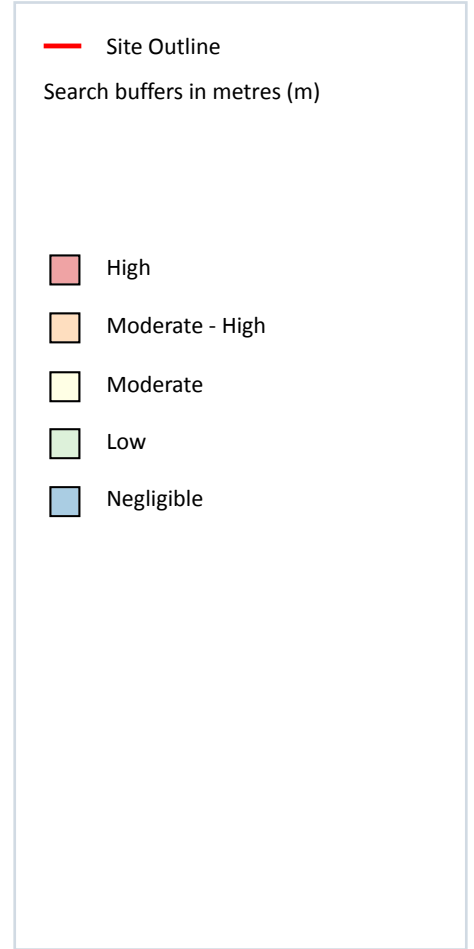 Site Outline
Search buffers in metres (m)
High
Moderate - High
Moderate
Low
Negligible